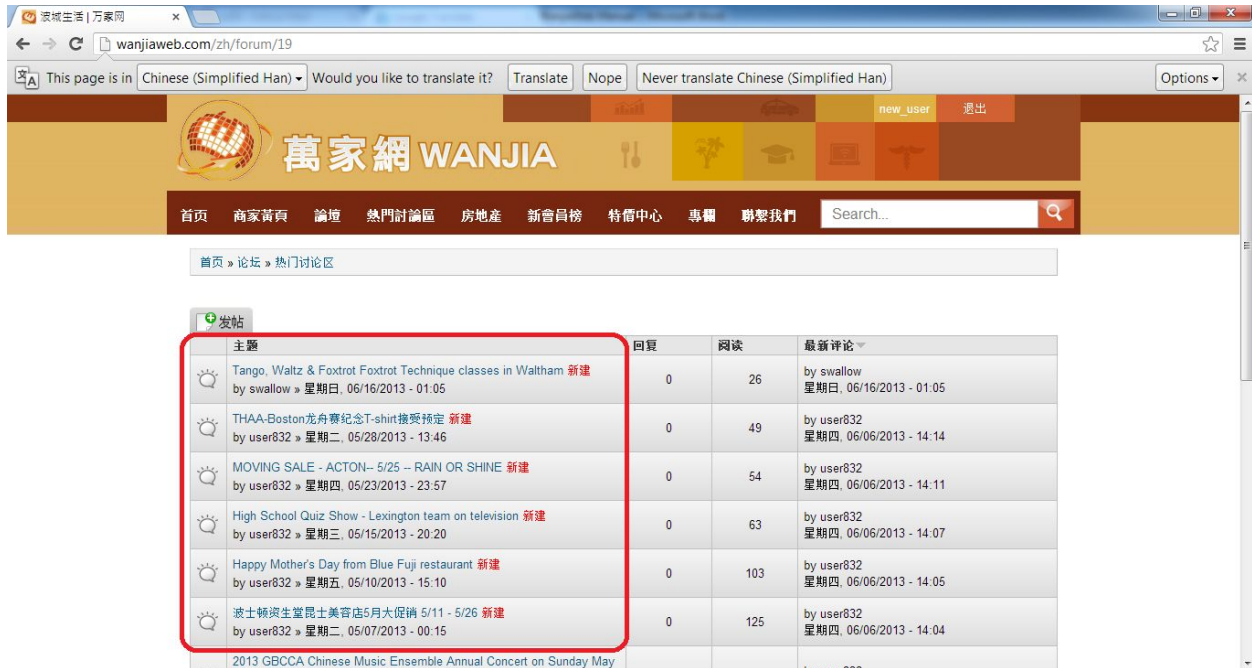 波城生活 | 万家网
wanjiaweb.com/zh/forum/19
This page is in Chinese (Simplified Han) Would you like to translate it? Translate Nope Never translate Chinese (Simplified Han) Options
new_user 退出
萬家網 WANJIA
首页 商家黃頁 論壇 熱門討論區 房地産 新會員榜 特價中心 專欄 聯繫我們 Search...
首页 » 论坛 » 热门讨论区
发帖
主题 回复 阅读 最新评论
Tango, Waltz & Foxtrot Foxtrot Technique classes in Waltham 新建
by swallow » 星期日, 06/16/2013 - 01:05
0 26
by swallow
星期日, 06/16/2013 - 01:05
THAA-Boston龙舟赛纪念T-shirt接受预定 新建
by user832 » 星期二, 05/28/2013 - 13:46
0 49
by user832
星期四, 06/06/2013 - 14:14
MOVING SALE - ACTON-- 5/25 -- RAIN OR SHINE 新建
by user832 » 星期四, 05/23/2013 - 23:57
0 54
by user832
星期四, 06/06/2013 - 14:11
High School Quiz Show - Lexington team on television 新建
by user832 » 星期三, 05/15/2013 - 20:20
0 63
by user832
星期四, 06/06/2013 - 14:07
Happy Mother's Day from Blue Fuji restaurant 新建
by user832 » 星期五, 05/10/2013 - 15:10
0 103
by user832
星期四, 06/06/2013 - 14:05
波士顿资生堂昆士美容店5月大促销 5/11 - 5/26 新建
by user832 » 星期二, 05/07/2013 - 00:15
0 125
by user832
星期四, 06/06/2013 - 14:04
2013 GBCCA Chinese Music Ensemble Annual Concert on Sunday May